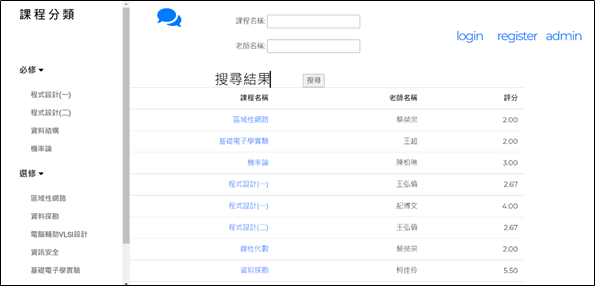 課程分類
必修
程式設計(一)
程式設計(二)
資料結構
機率論
選修
區域性網路
資料探勘
電腦輔助VLSI設計
資訊安全
基礎電子學實驗
課程名稱:
老師名稱:
login register admin
搜尋結果 搜尋
課程名稱 老師名稱 評分
區域性網路 蔡榮宗 2.00
基礎電子學實驗 王超 2.00
機率論 陳柏琳 3.00
程式設計(一) 王弘倫 2.67
程式設計(一) 紀博文 4.00
程式設計(二) 王弘倫 2.67
線性代數 蔡榮宗 2.00
資料探勘 柯佳伶 5.50